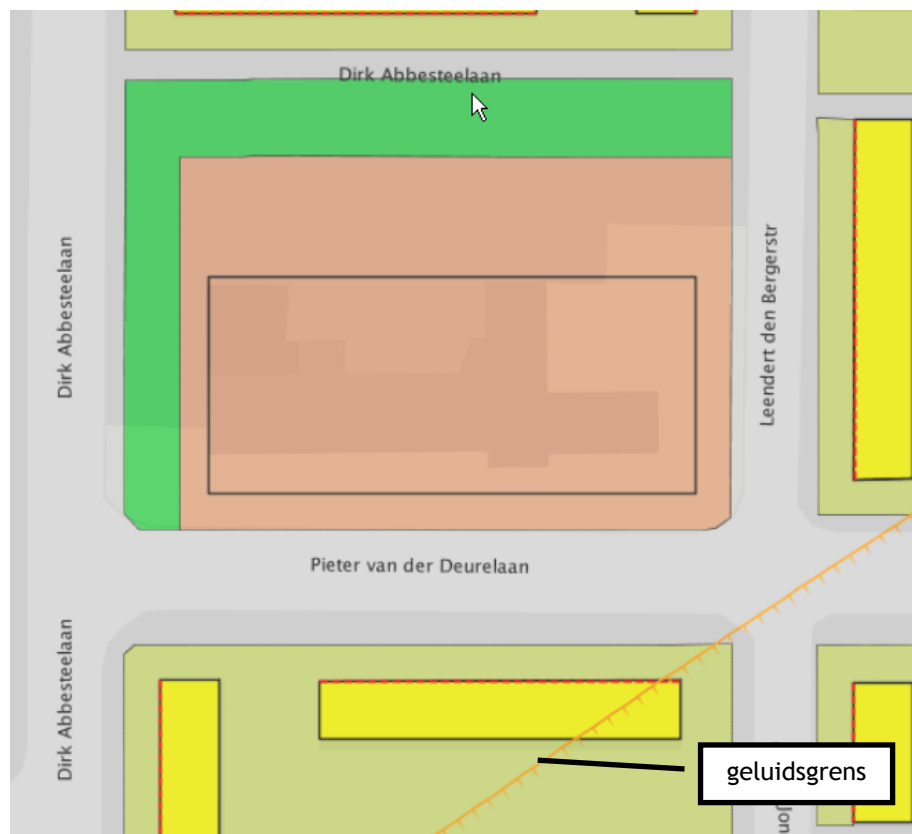 Dirk Abbesteelaan
Dirk Abbesteelaan
Leendert den Bergerstr
Pieter van der Deurelaan
Dirk Abbesteelaan
geluidsgrens